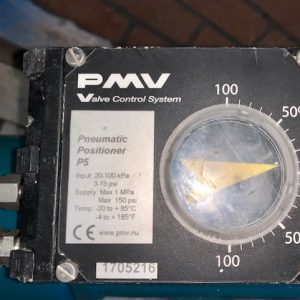 PMV
Valve Control System
Pneumatic
Positioner
P5
Input: 20-100 kPa
3-15 psi
Supply: Max 1 MPa
Max 150 psi
Temp: -20 to + 85°C
-4 to + 185°F
www.pmv.nu
1705216
100
50
50
100